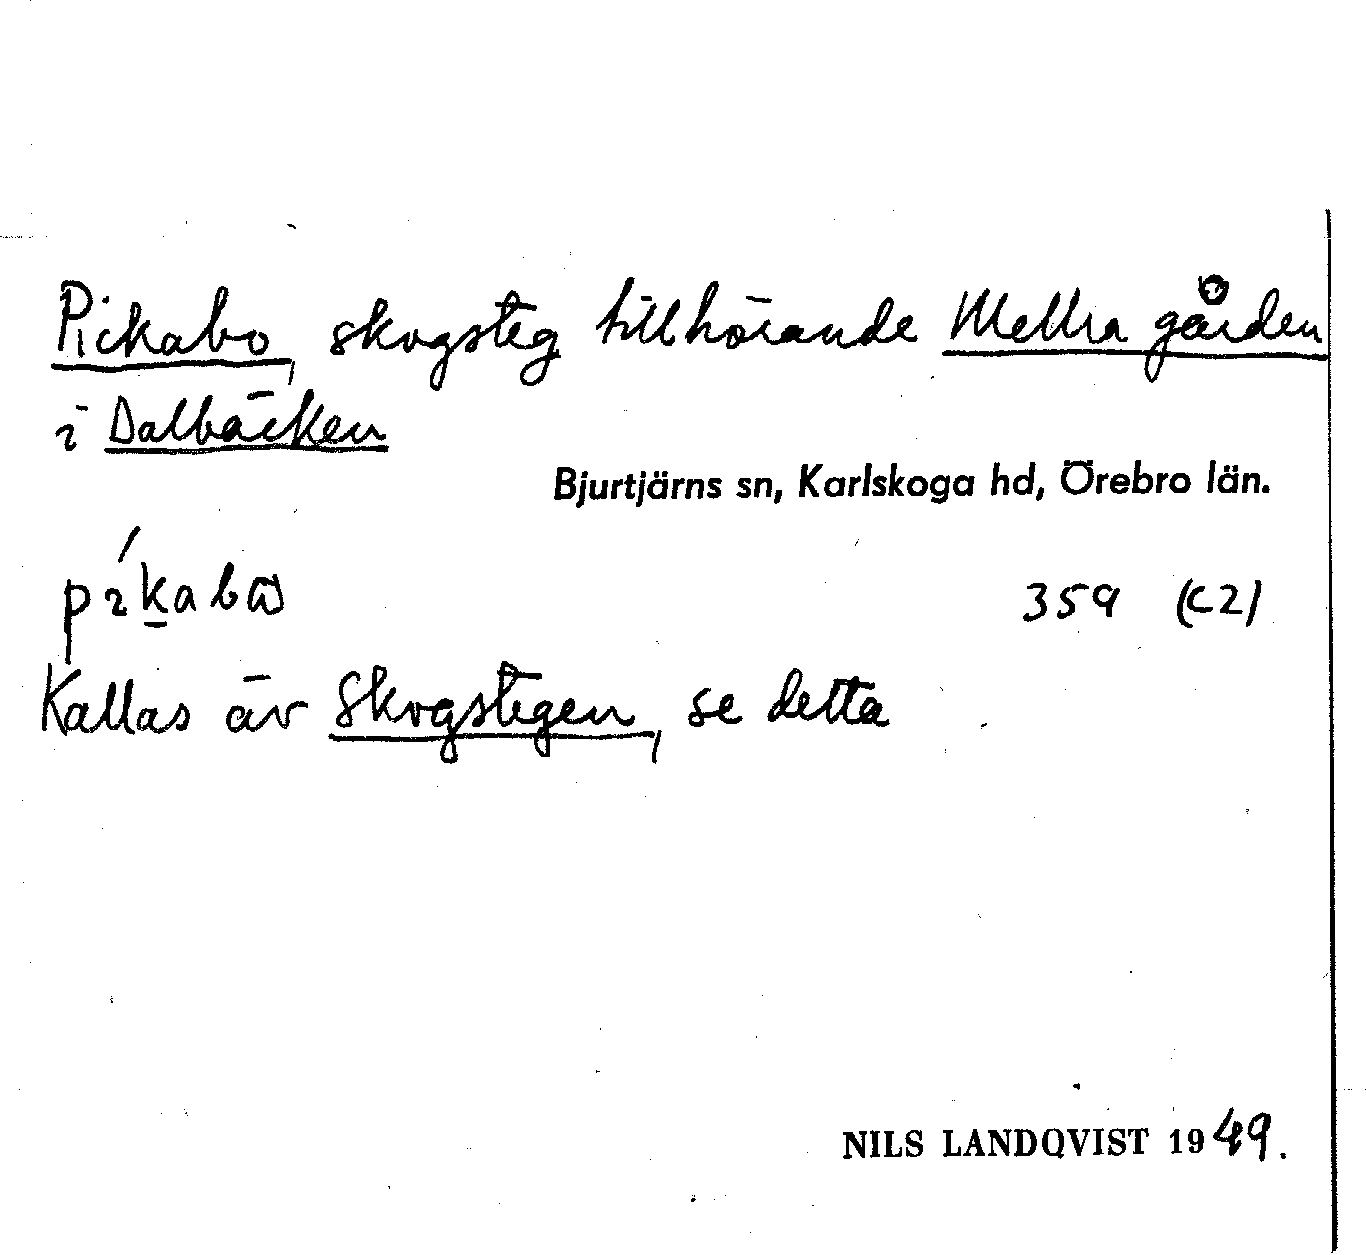 Pickabo, skogsteg tillhörande Mellra gården
i Dalbäcken
Bjurtjärns sn, Karlskoga hd, Örebro län.
359 (c2)
Kallas äv Skogstegen, se detta
NILS LANDQVIST 1949.